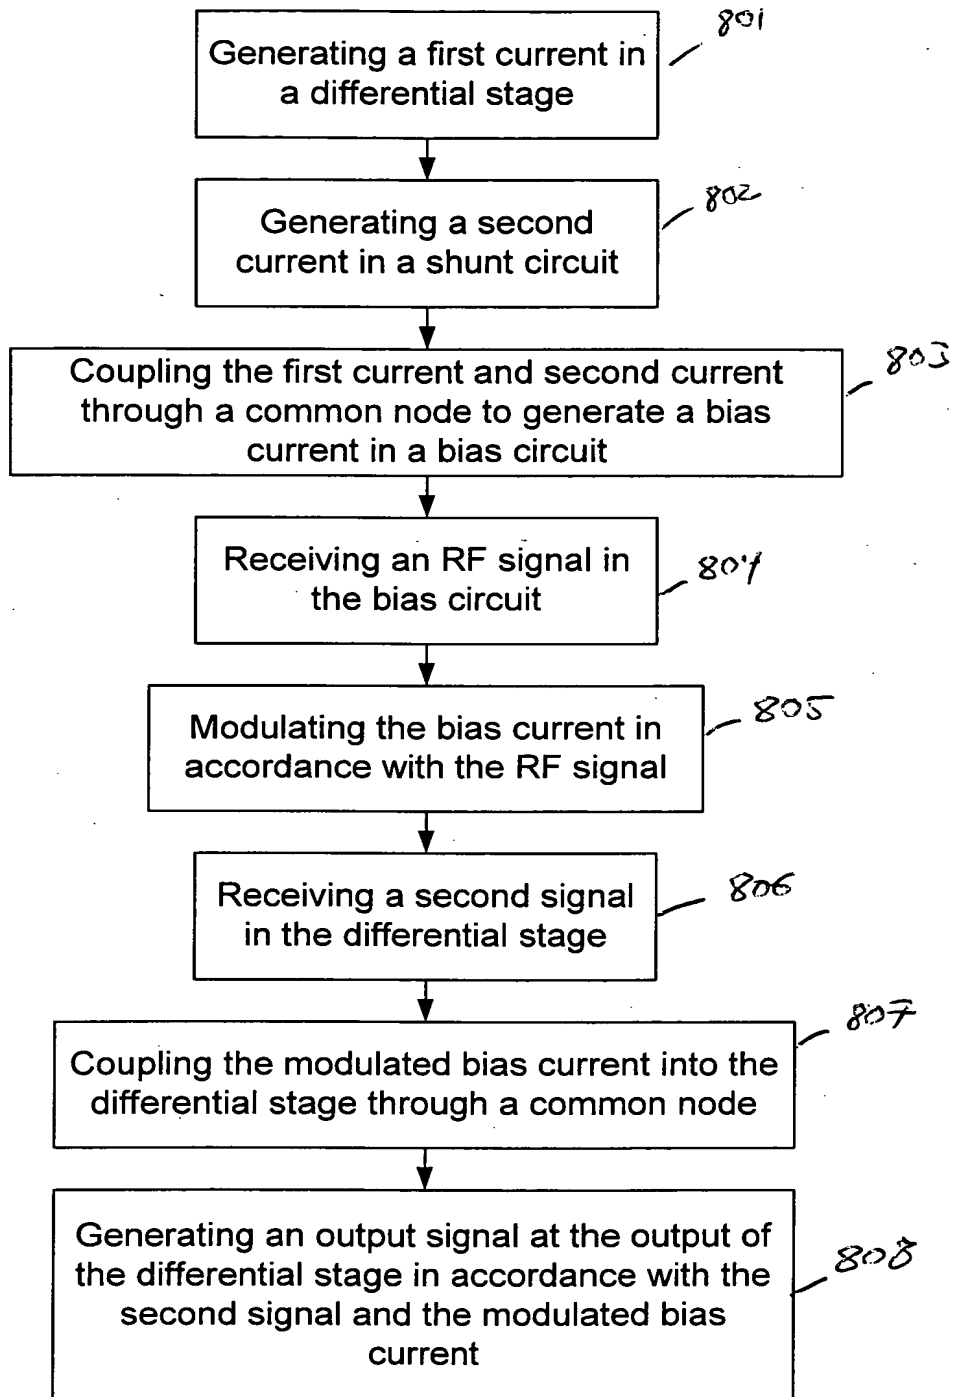 801
Generating a first current in
a differential stage
802
Generating a second
current in a shunt circuit
803
Coupling the first current and second current
through a common node to generate a bias
current in a bias circuit
804
Receiving an RF signal in
the bias circuit
805
Modulating the bias current in
accordance with the RF signal
806
Receiving a second signal
in the differential stage
807
Coupling the modulated bias current into the
differential stage through a common node
808
Generating an output signal at the output of
the differential stage in accordance with the
second signal and the modulated bias
current